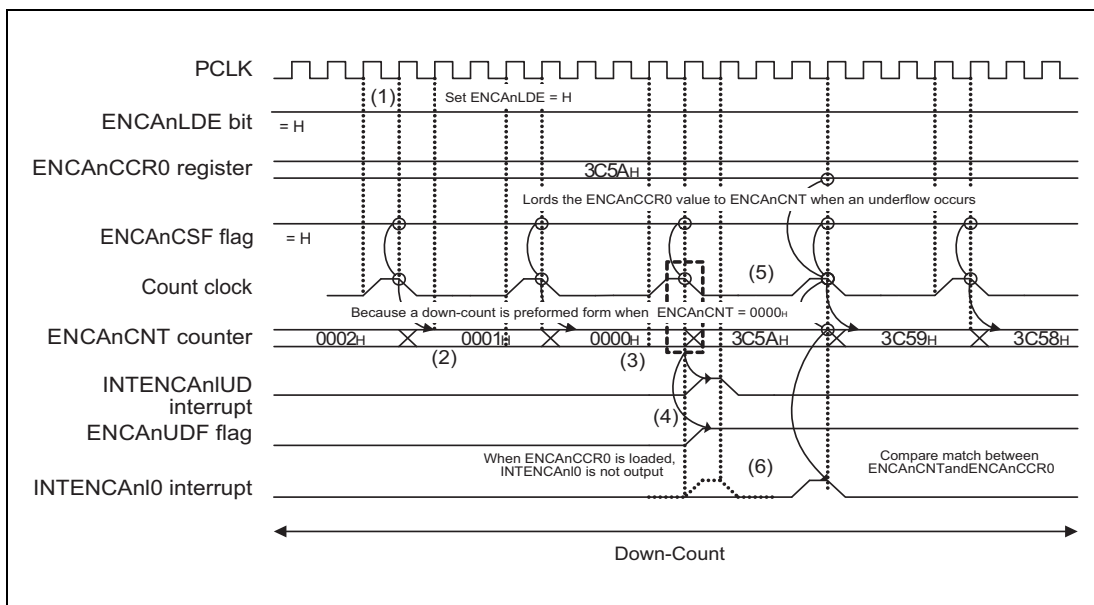 PCLK
(1)
Set ENCAnLDE = H
ENCAnLDE bit
= H
ENCAnCCR0 register
3C5AH
Lords the ENCAnCCR0 value to ENCAnCNT when an underflow occurs
ENCAnCSF flag
= H
(5)
Count clock
Because a down-count is preformed form when ENCAnCNT = 0000H
ENCAnCNT counter
0002H
0001H
0000H
3C5AH
3C59H
3C58H
(2)
(3)
INTENCAnIUD
interrupt
(4)
ENCAnUDF flag
When ENCAnCCR0 is loaded,
INTENCAnI0 is not output
(6)
Compare match between
ENCAnCNTandENCAnCCR0
INTENCAnI0 interrupt
Down-Count